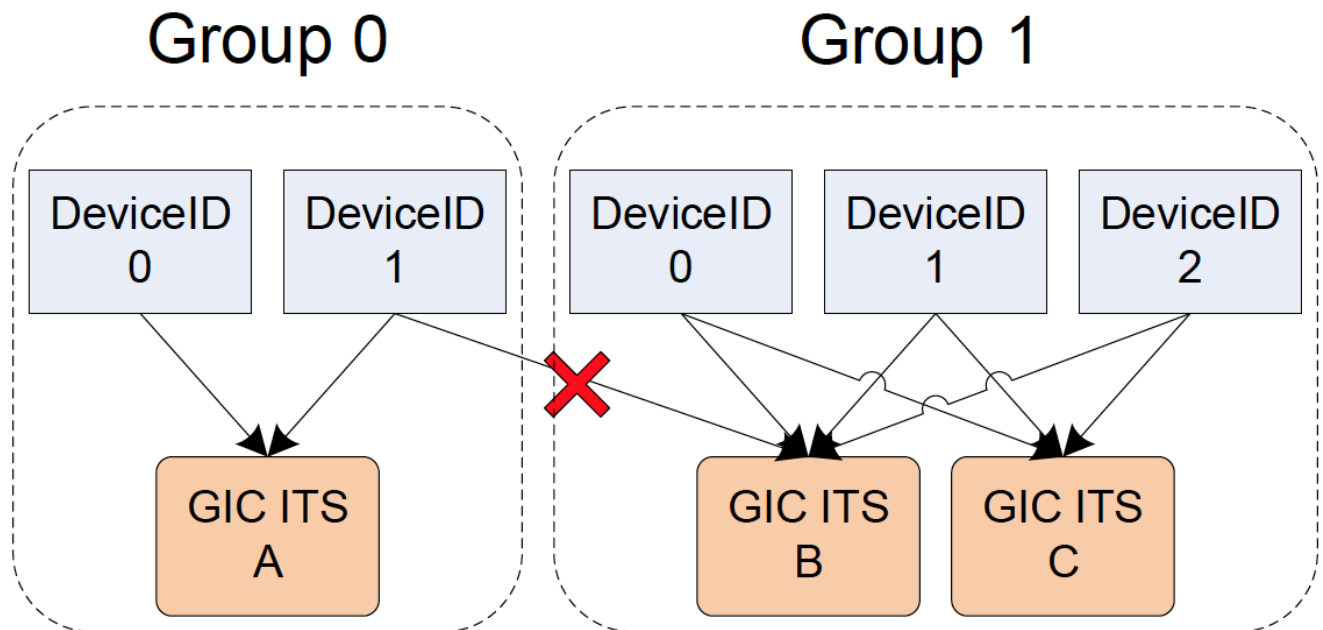 Group 0
Group 1
DeviceID
0
DeviceID
1
DeviceID
0
DeviceID
1
DeviceID
2
GIC ITS
A
GIC ITS
B
GIC ITS
C